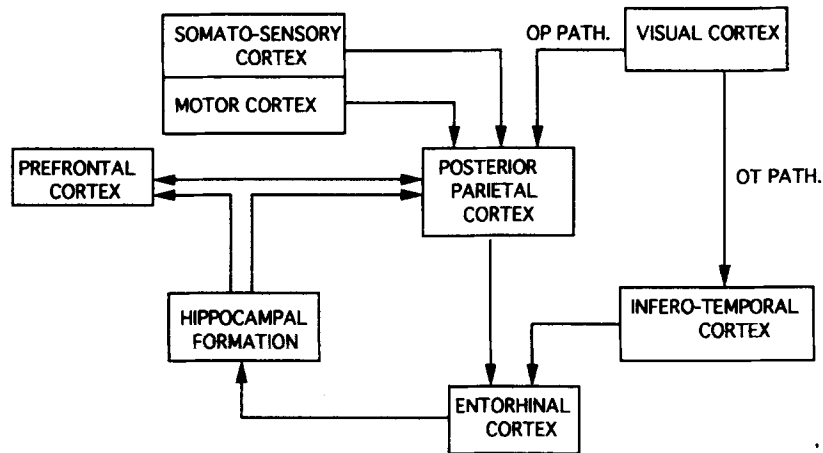 SOMATO-SENSORY
CORTEX
MOTOR CORTEX
OP PATH.
VISUAL CORTEX
PREFRONTAL
CORTEX
POSTERIOR
PARIETAL
CORTEX
OT PATH.
HIPPOCAMPAL
FORMATION
INFERO-TEMPORAL
CORTEX
ENTORHINAL
CORTEX